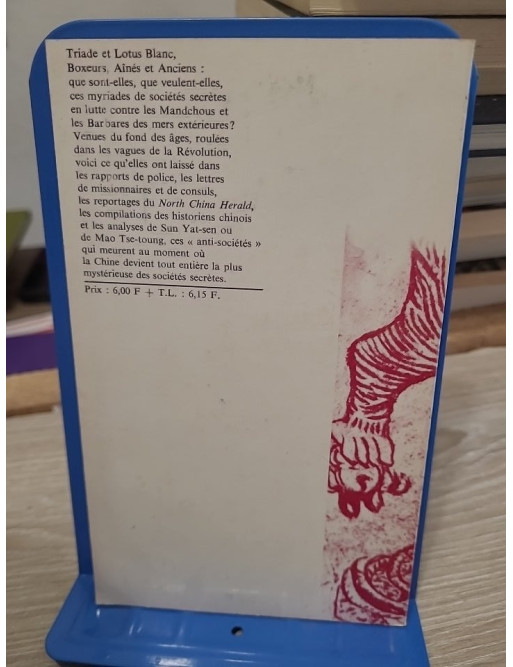 Triade et Lotus Blanc,
Boxeurs, Aînés et Anciens :
que sont-elles, que veulent-elles,
ces myriades de sociétés secrètes
en lutte contre les Mandchous et
les Barbares des mers extérieures ?
Venues du fond des âges, roulées
dans les vagues de la Révolution,
voici ce qu'elles ont laissé dans
les rapports de police, les lettres
de missionnaires et de consuls,
les reportages du North China Herald,
les compilations des historiens chinois
et les analyses de Sun Yat-sen ou
de Mao Tse-toung, ces « anti-sociétés »
qui meurent au moment où
la Chine devient tout entière la plus
mystérieuse des sociétés secrètes.
Prix : 6,00 F + T.L. : 6,15 F.